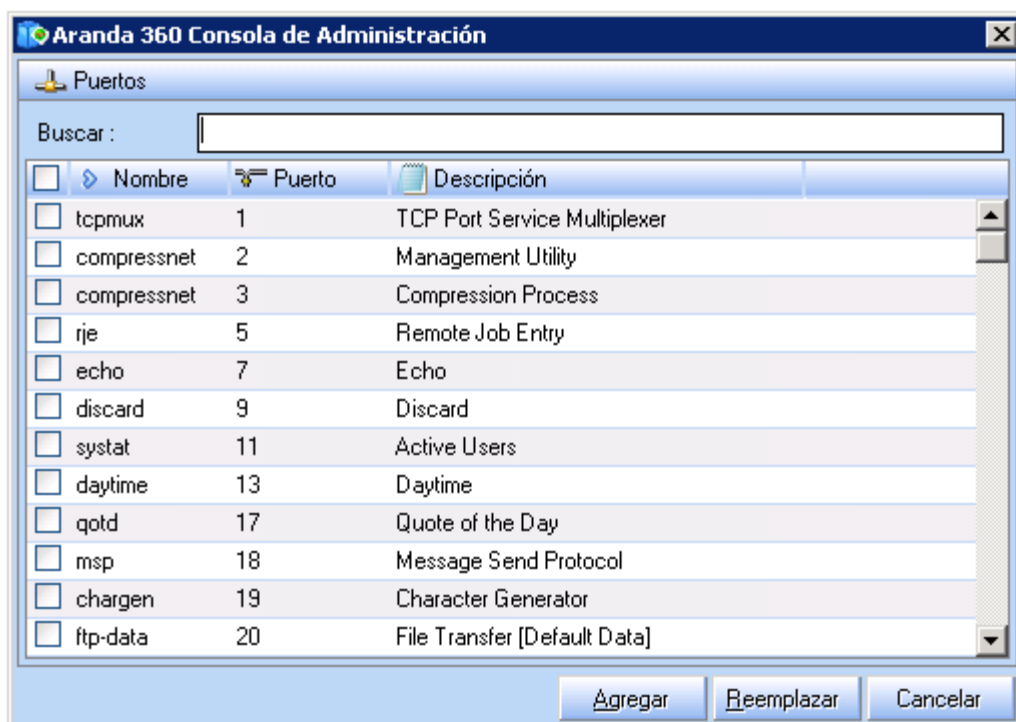 Aranda 360 Consola de Administración
Puertos
Buscar :
Nombre Puerto Descripción
tcpmux 1 TCP Port Service Multiplexer
compressnet 2 Management Utility
compressnet 3 Compression Process
rje 5 Remote Job Entry
echo 7 Echo
discard 9 Discard
systat 11 Active Users
daytime 13 Daytime
qotd 17 Quote of the Day
msp 18 Message Send Protocol
chargen 19 Character Generator
ftp-data 20 File Transfer [Default Data]
Agregar Reemplazar Cancelar